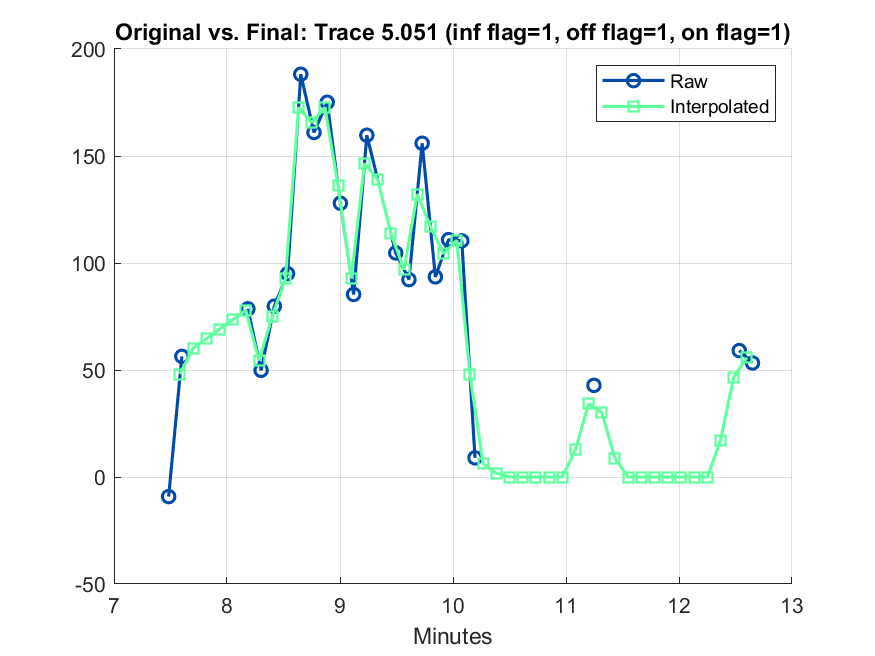 Original vs. Final: Trace 5.051 (inf flag=1, off flag=1, on flag=1)
200
150
100
50
0
-50
7 8 9 10 11 12 13
Minutes
Raw
Interpolated